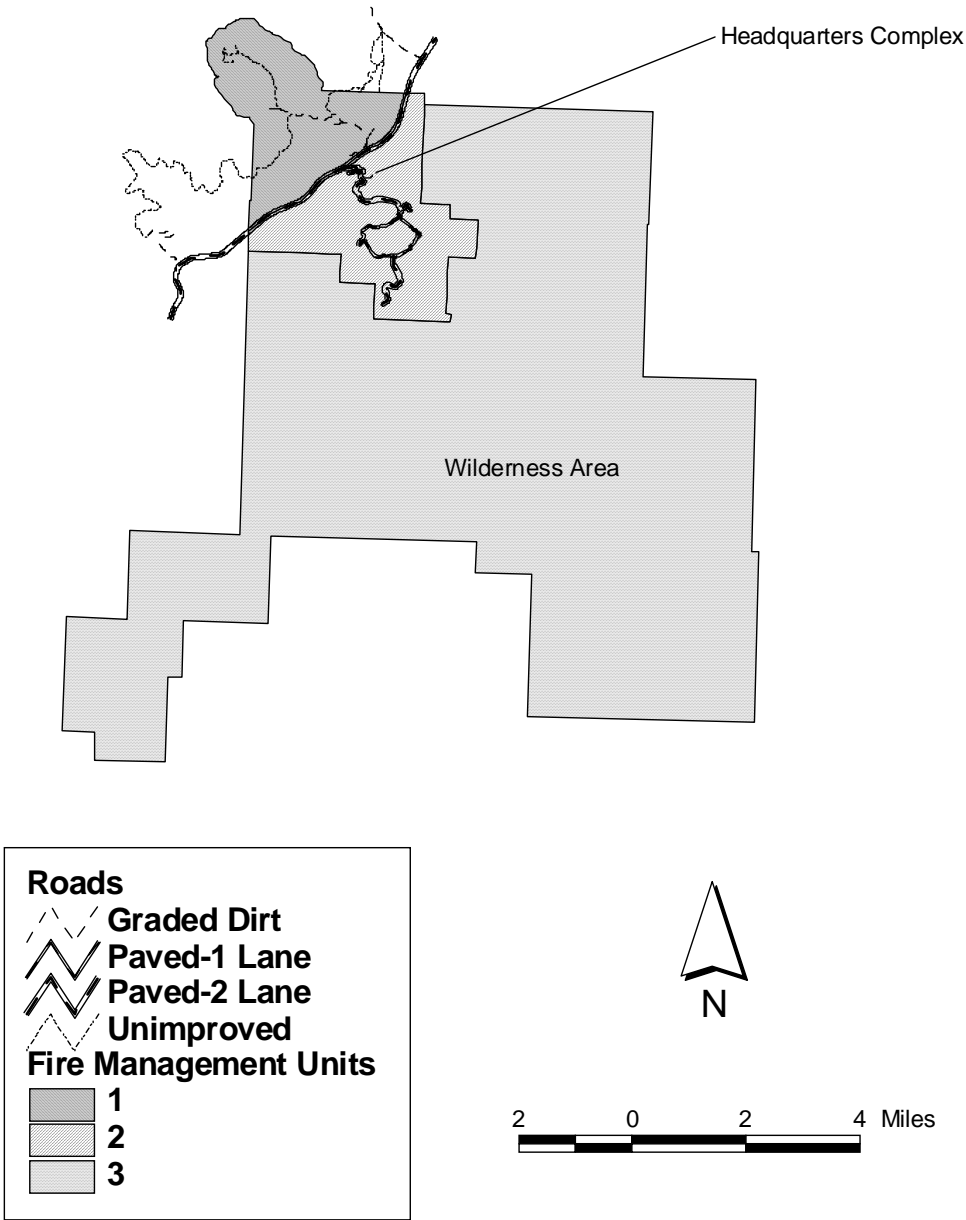 Headquarters Complex
Wilderness Area
Roads
Graded Dirt
Paved-1 Lane
Paved-2 Lane
Unimproved
Fire Management Units
1
2
3
N
2 0 2 4 Miles